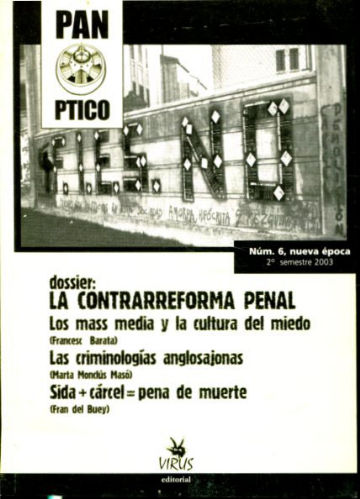 PAN
PTICO
F.I.E.S. NO
Núm. 6, nueva época
2º semestre 2003
dossier:
LA CONTRARREFORMA PENAL
Los mass media y la cultura del miedo
(Francesc Barata)
Las criminologías anglosajonas
(Marta Monclús Masó)
Sida + cárcel = pena de muerte
(Fran del Buey)
VIRUS
editorial